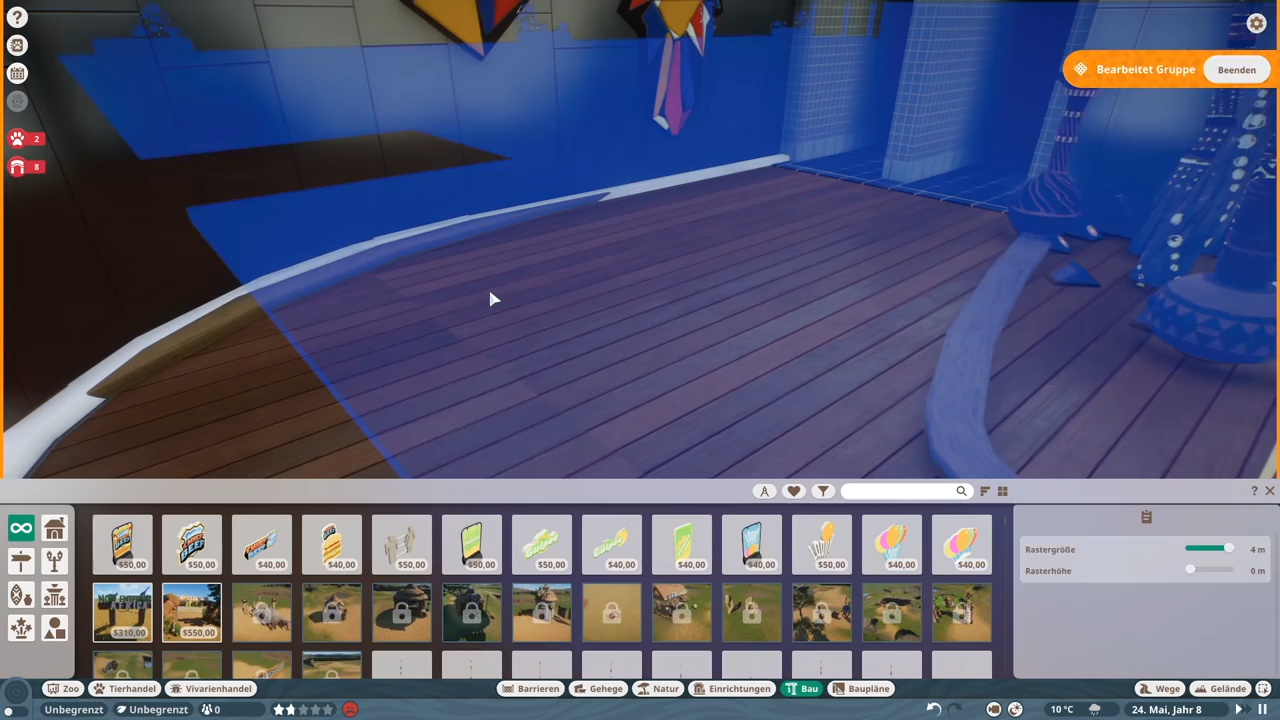 ?
Bearbeitet Gruppe
Beenden
2
8
? ×
$50,00 $50,00 $40,00 $40,00 $50,00 $50,00 $50,00 $40,00 $40,00 $40,00 $50,00 $40,00 $40,00
$310,00 $550,00
Rastergröße 4 m
Rasterhöhe 0 m
Zoo Tierhandel Vivarienhandel Barrieren Gehege Natur Einrichtungen Bau Baupläne Wege Gelände
Unbegrenzt Unbegrenzt 0 10 °C 24. Mai, Jahr 8